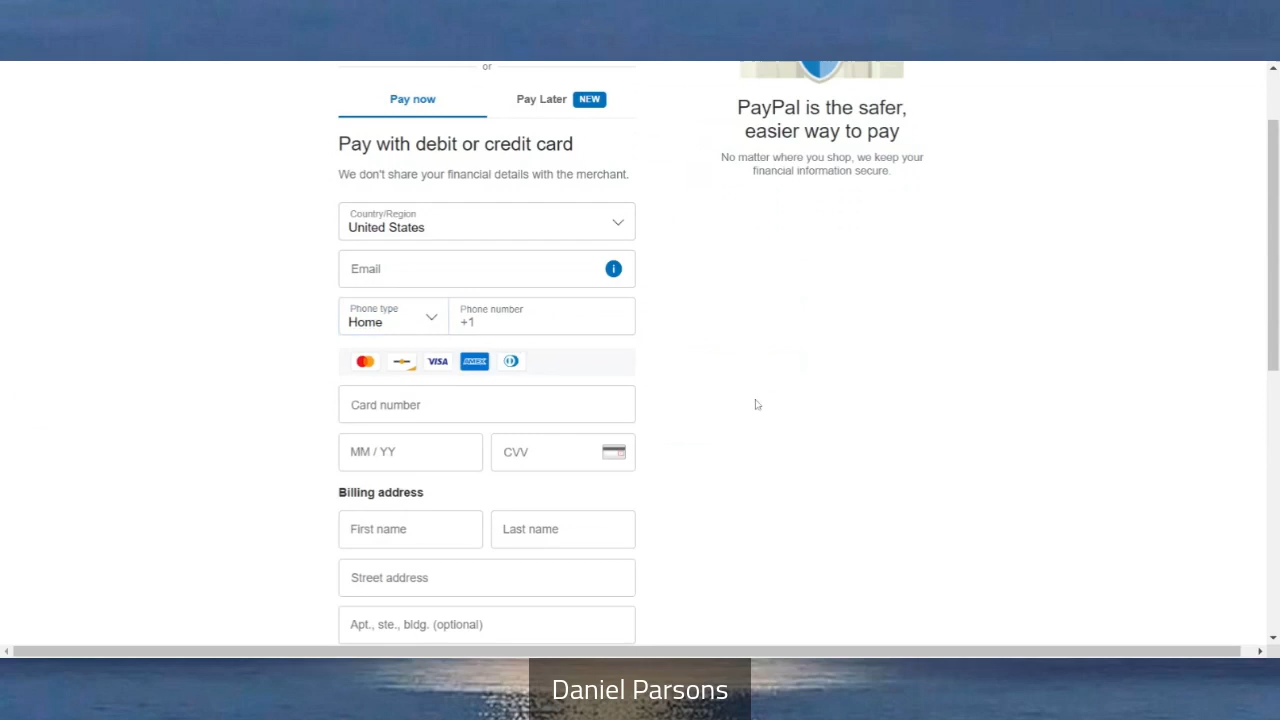 or
Pay now
Pay Later NEW
Pay with debit or credit card
We don't share your financial details with the merchant.
Country/Region
United States
Email
i
Phone type
Home
Phone number
+1
VISA
AMEX
Card number
MM / YY
CVV
Billing address
First name
Last name
Street address
Apt., ste., bldg. (optional)
PayPal is the safer,
easier way to pay
No matter where you shop, we keep your
financial information secure.
Daniel Parsons